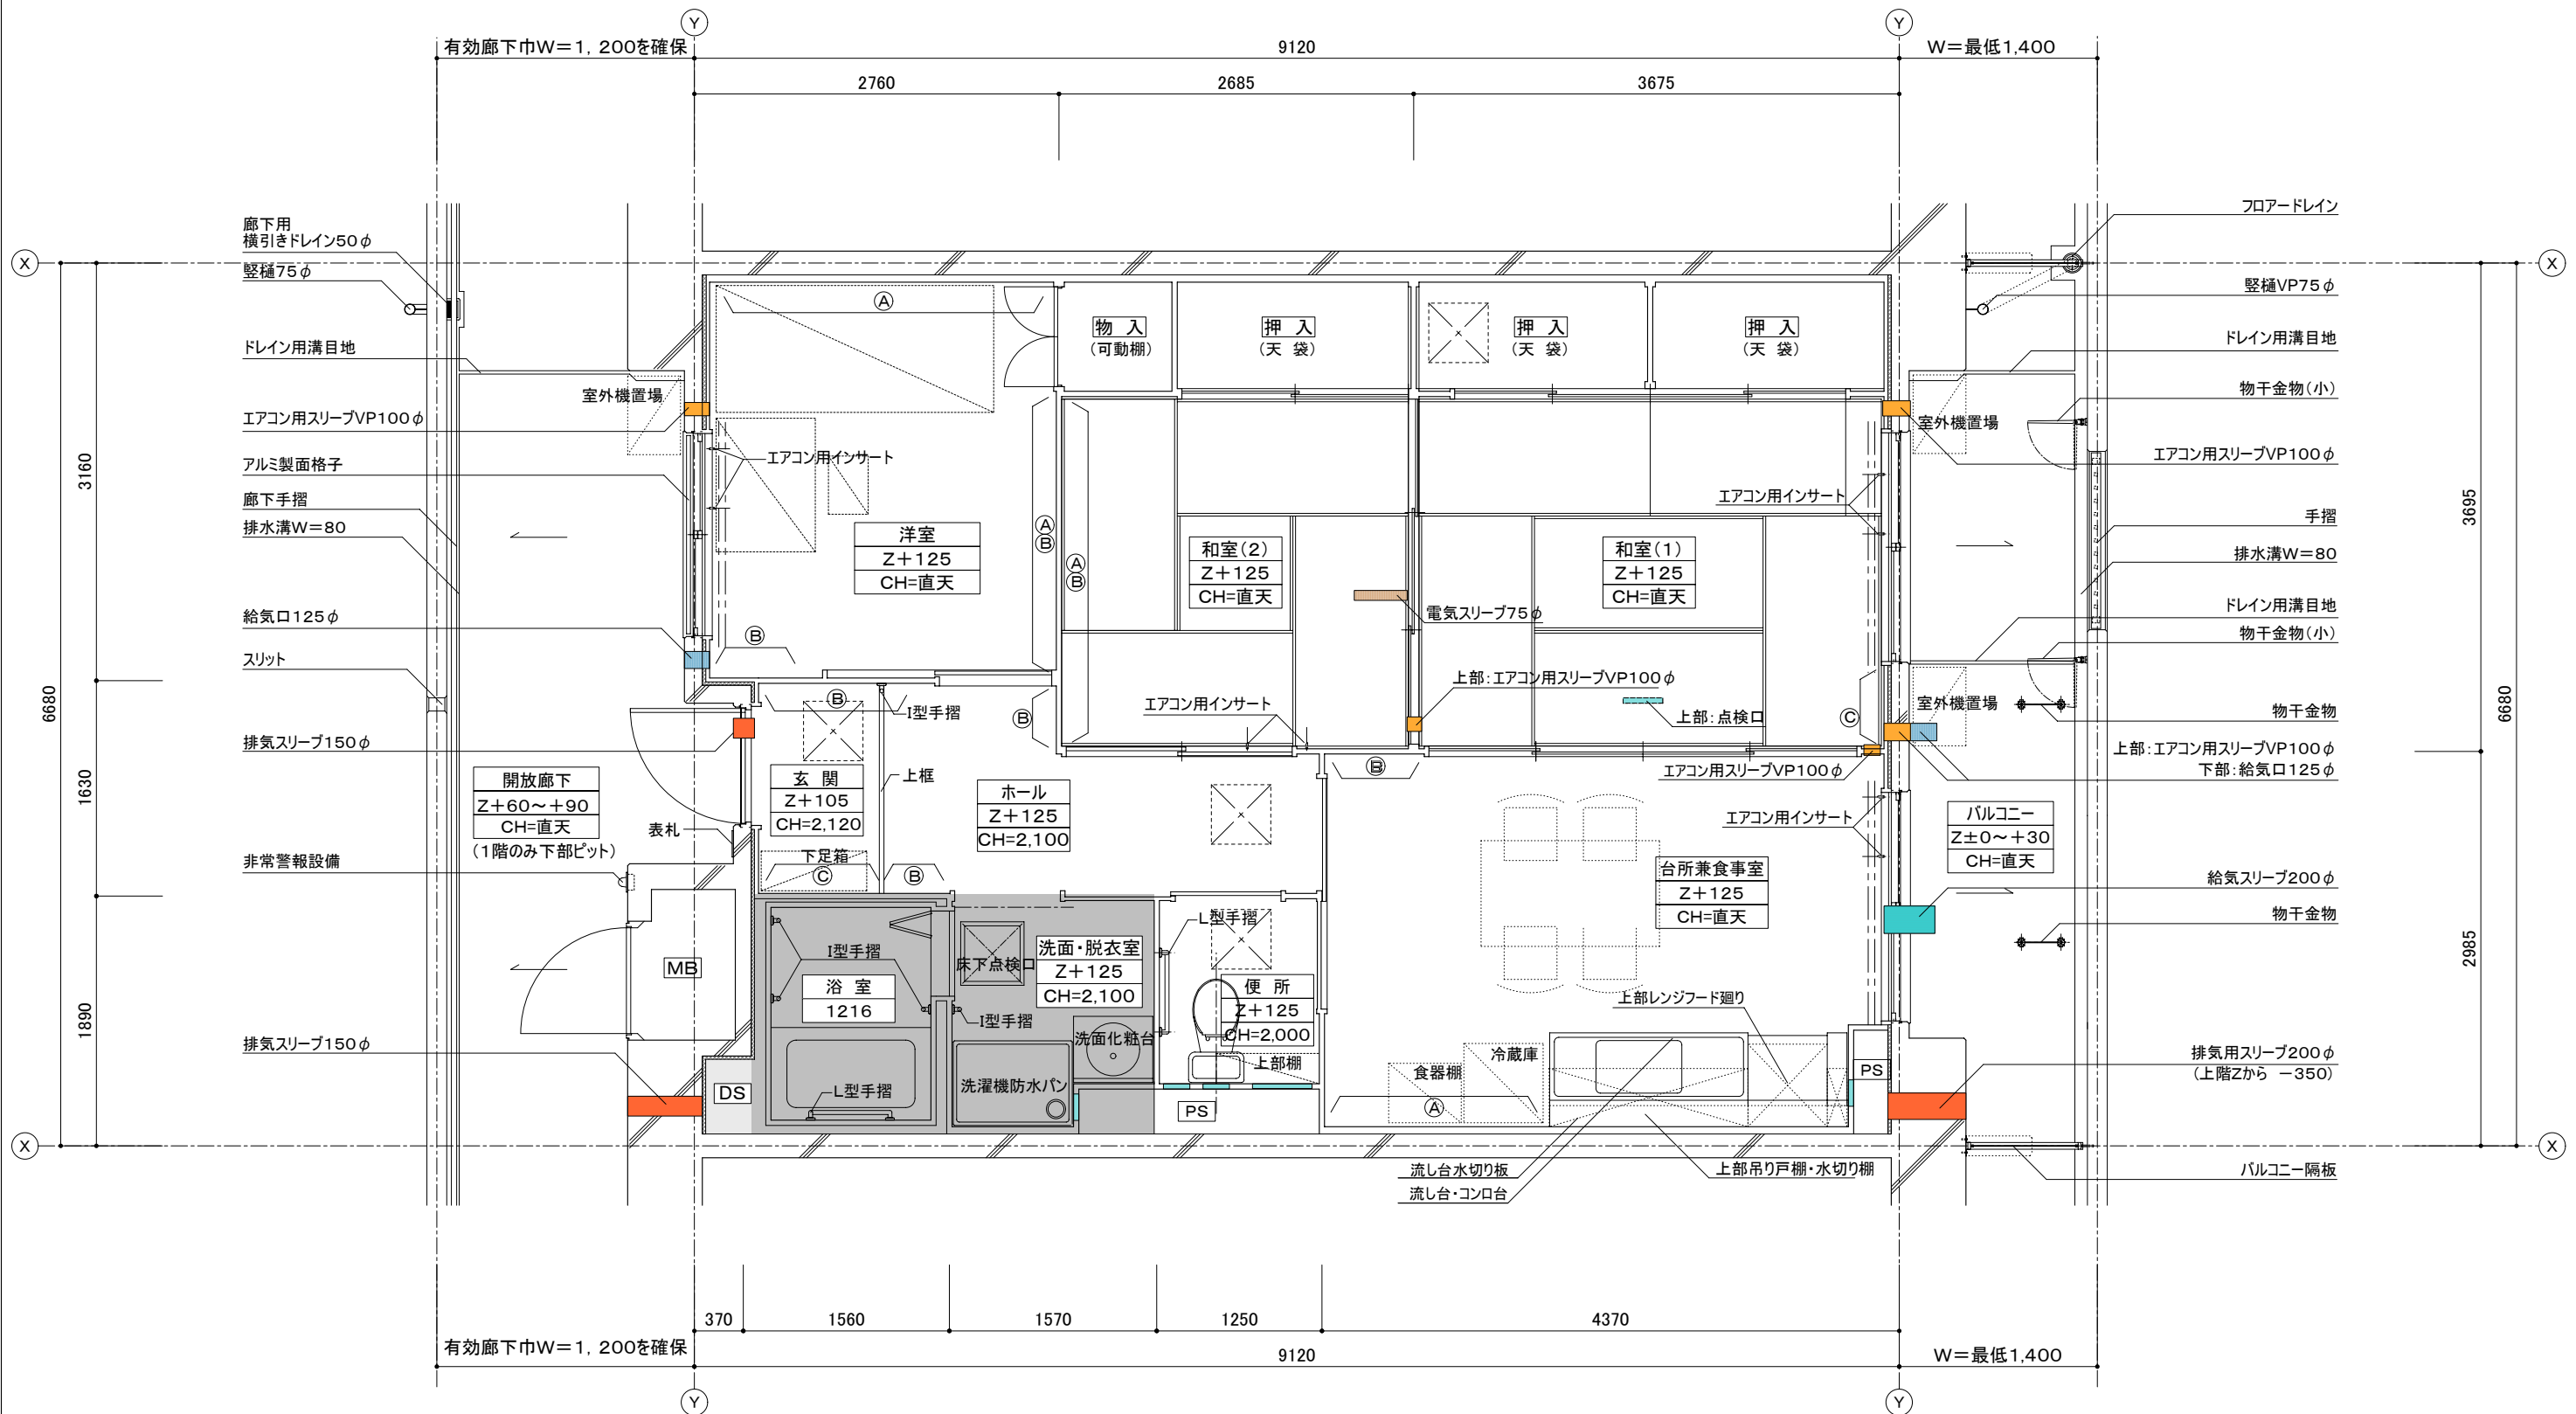 Y
Y
有効廊下巾W＝1，200を確保
9120
W＝最低1,400
2760
2685
3675
廊下用
横引きドレイン50φ
竪樋75φ
ドレイン用溝目地
エアコン用スリーブVP100φ
アルミ製面格子
廊下手摺
排水溝W＝80
給気口125φ
スリット
排気スリーブ150φ
非常警報設備
排気スリーブ150φ
X
X
6680
3160
1630
1890
室外機置場
開放廊下
Z＋60～＋90
CH=直天
（1階のみ下部ピット）
表札
MB
DS
A
物 入
（可動棚）
押 入
（天 袋）
押 入
（天 袋）
押 入
（天 袋）
エアコン用インサート
洋室
Z＋125
CH=直天
A
B
A
B
B
和室（2）
Z＋125
CH=直天
和室（1）
Z＋125
CH=直天
エアコン用インサート
電気スリーブ75φ
上部：エアコン用スリーブVP100φ
エアコン用インサート
上部：点検口
C
B
I型手摺
B
玄 関
Z＋105
CH=2,120
上框
下足箱
C
B
ホール
Z＋125
CH=2,100
B
エアコン用スリーブVP100φ
エアコン用インサート
台所兼食事室
Z＋125
CH=直天
I型手摺
浴 室
1216
L型手摺
床下点検口
洗面・脱衣室
Z＋125
CH=2,100
I型手摺
洗面化粧台
洗濯機防水パン
L型手摺
便 所
Z＋125
CH=2,000
上部棚
PS
上部レンジフード廻り
冷蔵庫
食器棚
A
PS
流し台水切り板
流し台・コンロ台
上部吊り戸棚・水切り棚
室外機置場
室外機置場
バルコニー
Z±0～＋30
CH=直天
フロアードレイン
竪樋VP75φ
ドレイン用溝目地
物干金物（小）
エアコン用スリーブVP100φ
手摺
排水溝W＝80
ドレイン用溝目地
物干金物（小）
物干金物
上部：エアコン用スリーブVP100φ
下部：給気口125φ
給気スリーブ200φ
物干金物
排気用スリーブ200φ
（上階Zから －350）
バルコニー隔板
X
X
3695
2985
6680
370
1560
1570
1250
4370
有効廊下巾W＝1，200を確保
9120
W＝最低1,400
Y
Y